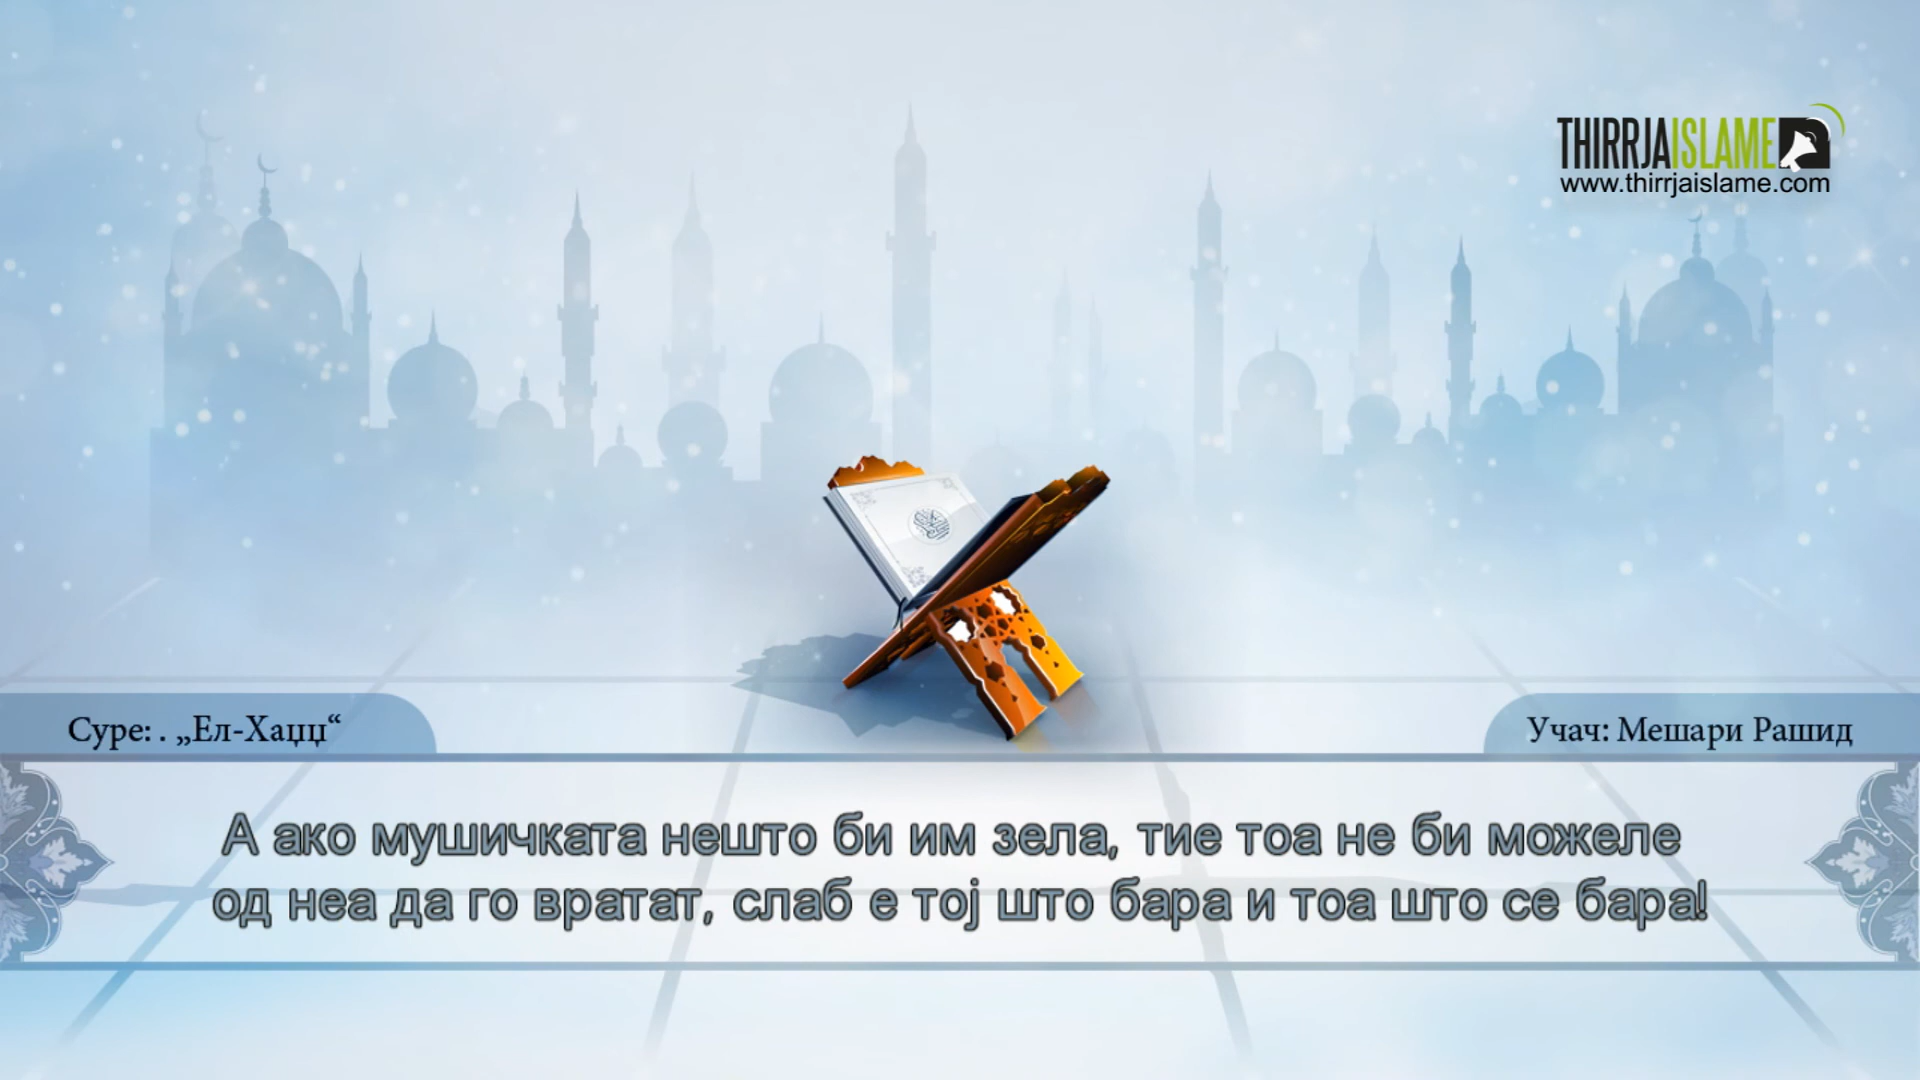 THIRRJAISLAME
www.thirrjaislame.com
Суре: . „Ел-Хаџџ“
Учач: Мешари Рашид
А ако мушичката нешто би им зела, тие тоа не би можеле
од неа да го вратат, слаб е тој што бара и тоа што се бара!